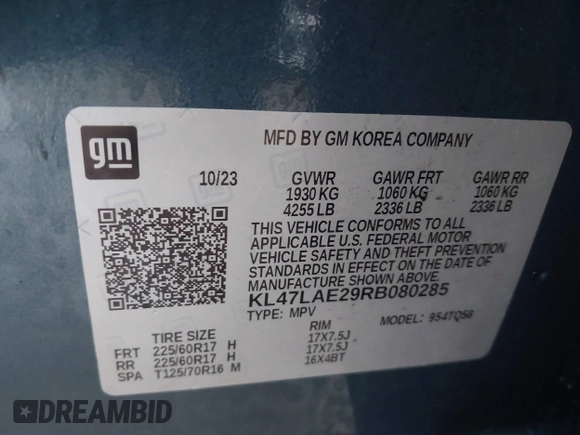 gm
MFD BY GM KOREA COMPANY
10/23 GVWR GAWR FRT GAWR RR
1930 KG 1060 KG 1060 KG
4255 LB 2336 LB 2336 LB
THIS VEHICLE CONFORMS TO ALL
APPLICABLE U.S. FEDERAL MOTOR
VEHICLE SAFETY AND THEFT PREVENTION
STANDARDS IN EFFECT ON THE DATE OF
MANUFACTURE SHOWN ABOVE.
KL47LAE29RB080285
TYPE: MPV MODEL: 954TQ58
TIRE SIZE RIM
FRT 225/60R17 H 17X7.5J
RR 225/60R17 H 17X7.5J
SPA T125/70R16 M 16X4BT
DREAMBID